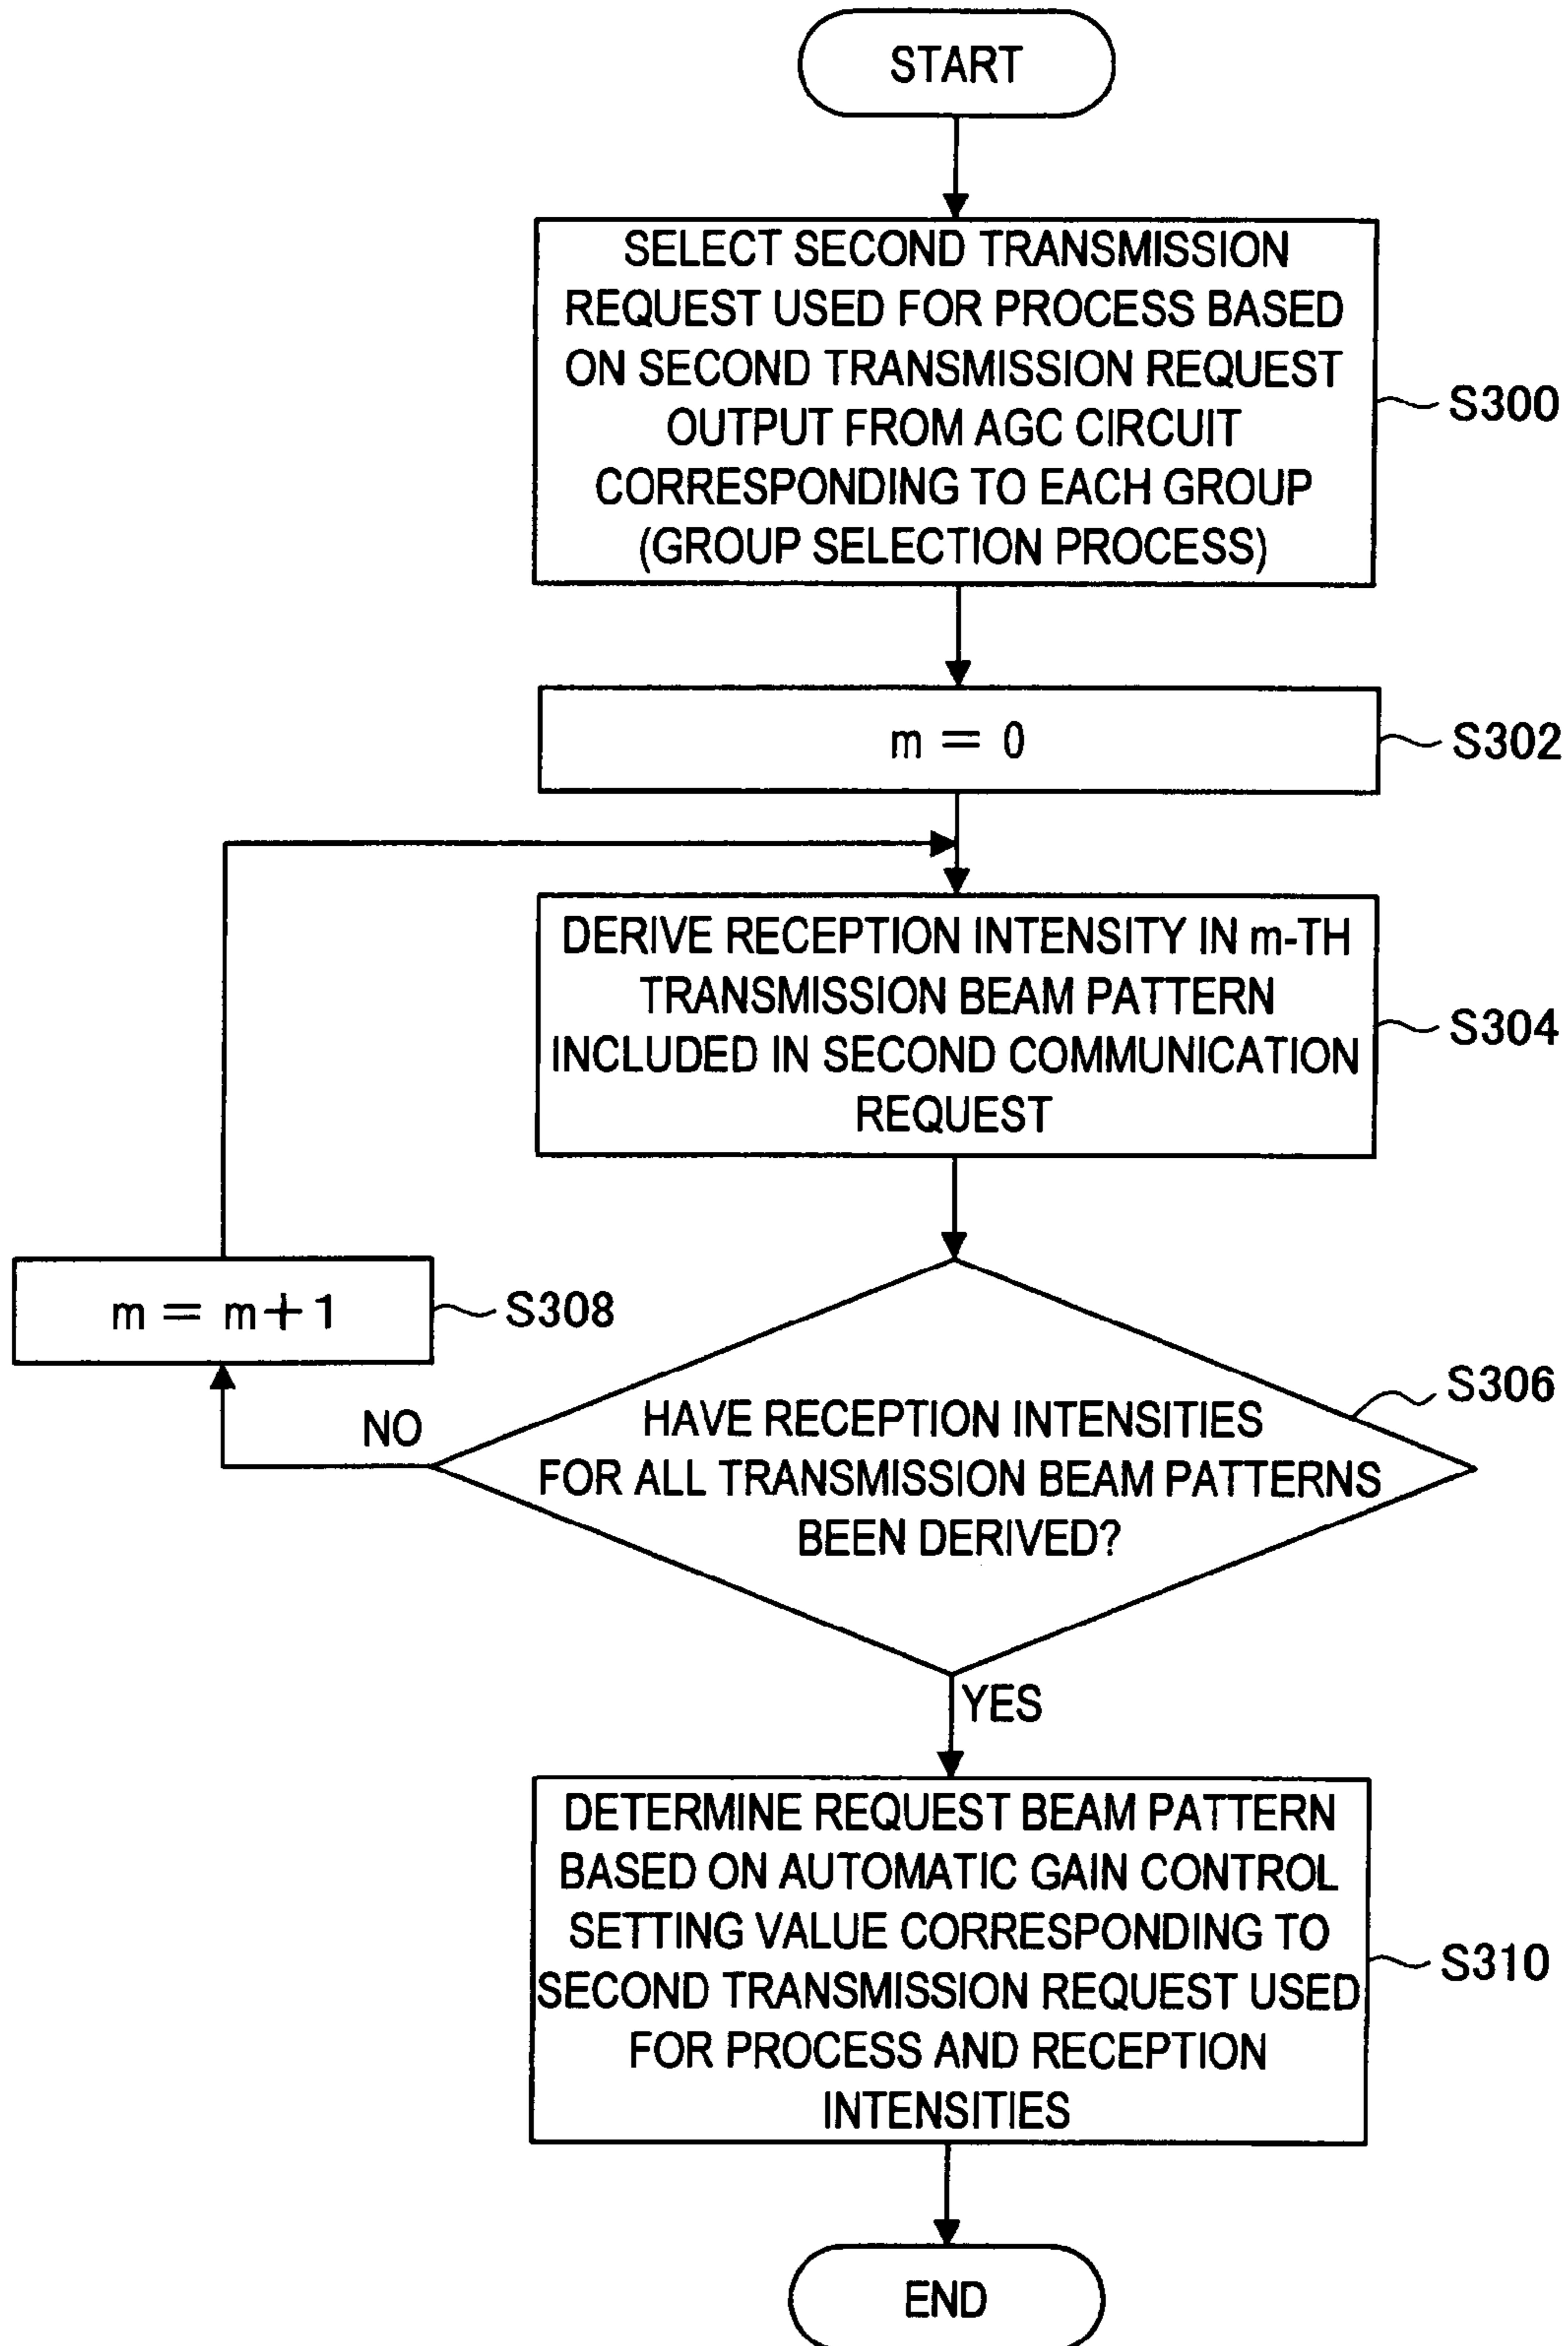 START
SELECT SECOND TRANSMISSION
REQUEST USED FOR PROCESS BASED
ON SECOND TRANSMISSION REQUEST
OUTPUT FROM AGC CIRCUIT
CORRESPONDING TO EACH GROUP
(GROUP SELECTION PROCESS)
S300
m = 0
S302
DERIVE RECEPTION INTENSITY IN m-TH
TRANSMISSION BEAM PATTERN
INCLUDED IN SECOND COMMUNICATION
REQUEST
S304
m = m+1
S308
S306
HAVE RECEPTION INTENSITIES
FOR ALL TRANSMISSION BEAM PATTERNS
BEEN DERIVED?
NO
YES
DETERMINE REQUEST BEAM PATTERN
BASED ON AUTOMATIC GAIN CONTROL
SETTING VALUE CORRESPONDING TO
SECOND TRANSMISSION REQUEST USED
FOR PROCESS AND RECEPTION
INTENSITIES
S310
END